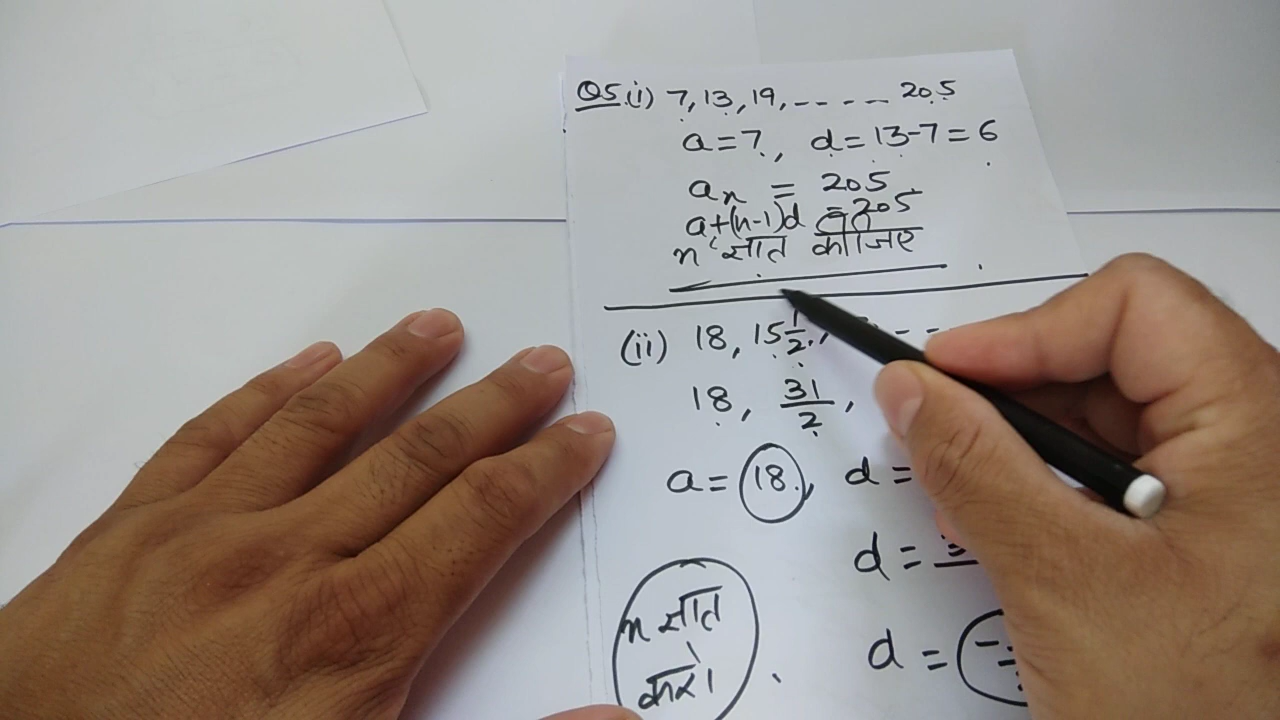 Q5.(i) 7, 13, 19, ---- 205
a=7, d=13-7=6
an = 205
a+(n-1)d = 205
n ज्ञात कीजिए
(ii) 18, 15 1/2, - -
18, 31/2,
a= 18, d=
d=
d = -
n ज्ञात
करो।